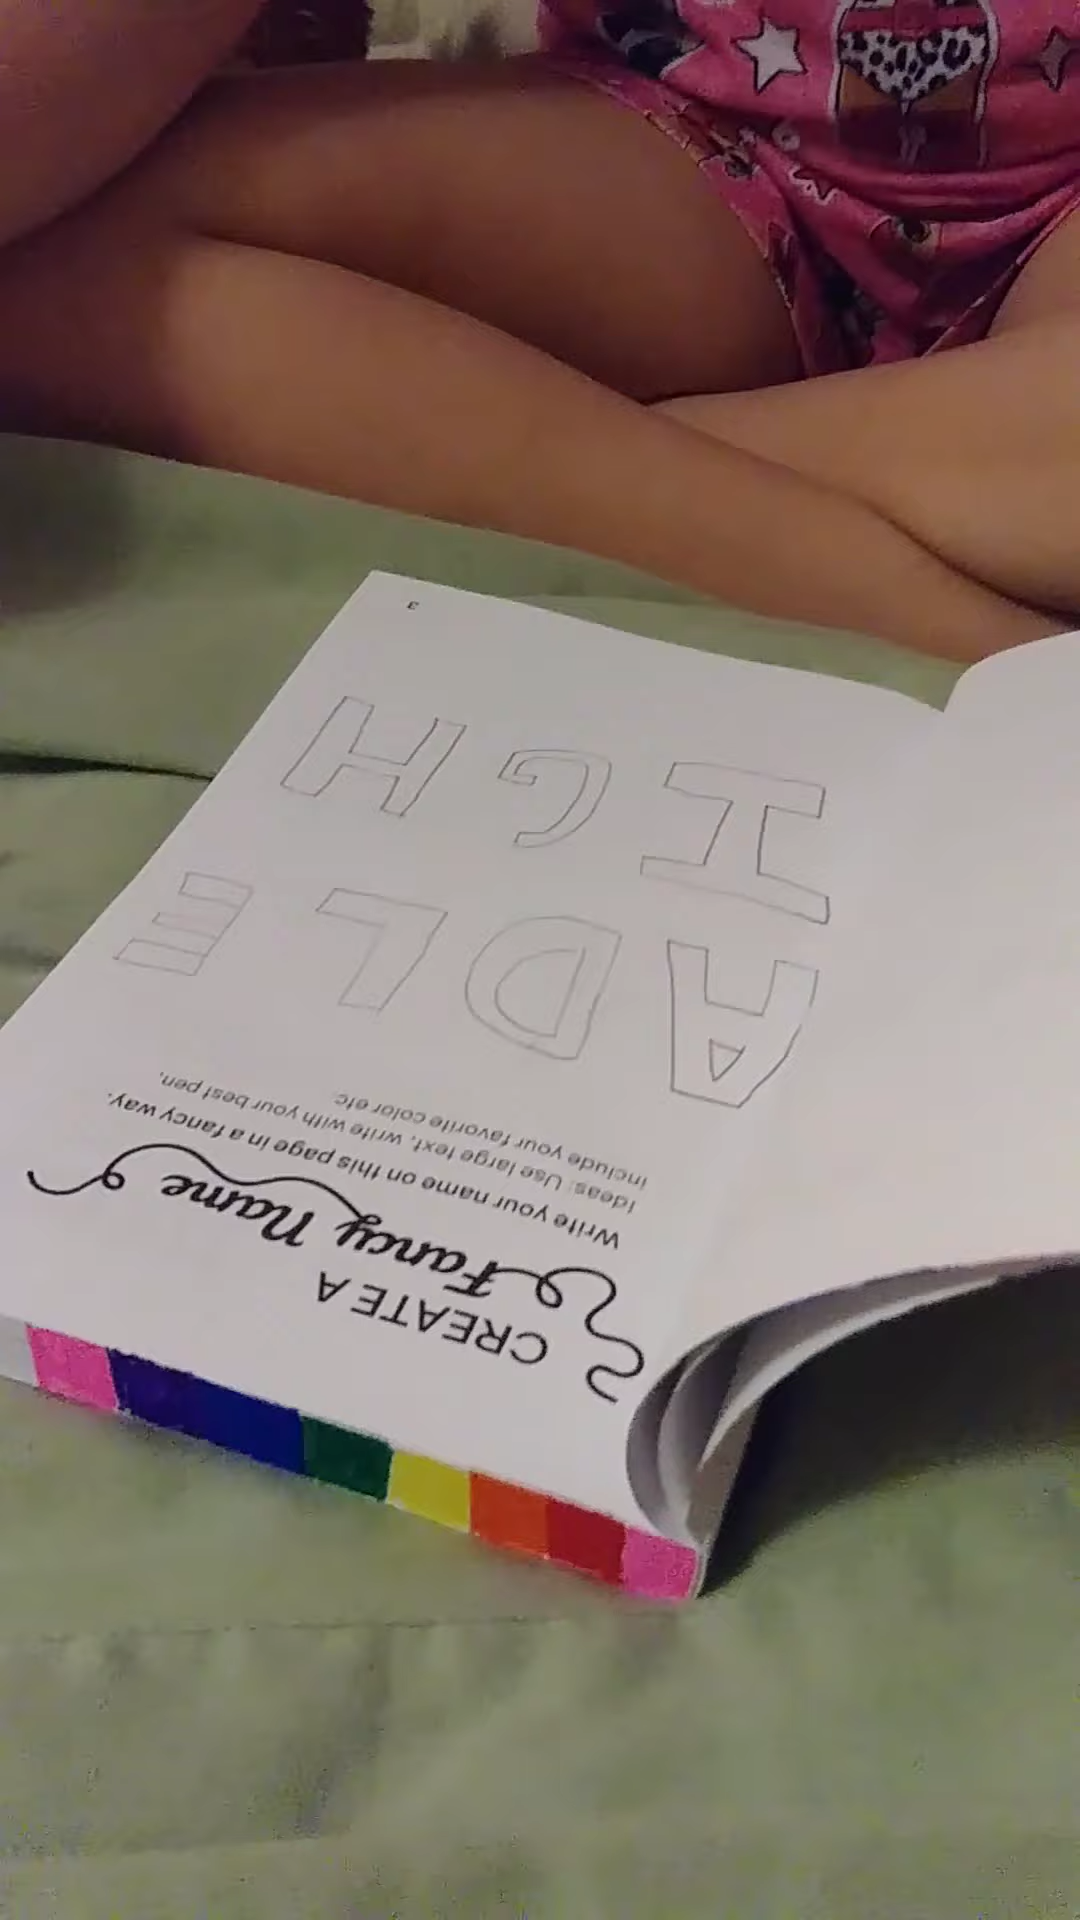 CREATE A
Fancy Name
Write your name on this page in a fancy way.
Ideas: Use large text, write with your best pen,
include your favorite color etc.
ADLE
IGH
3